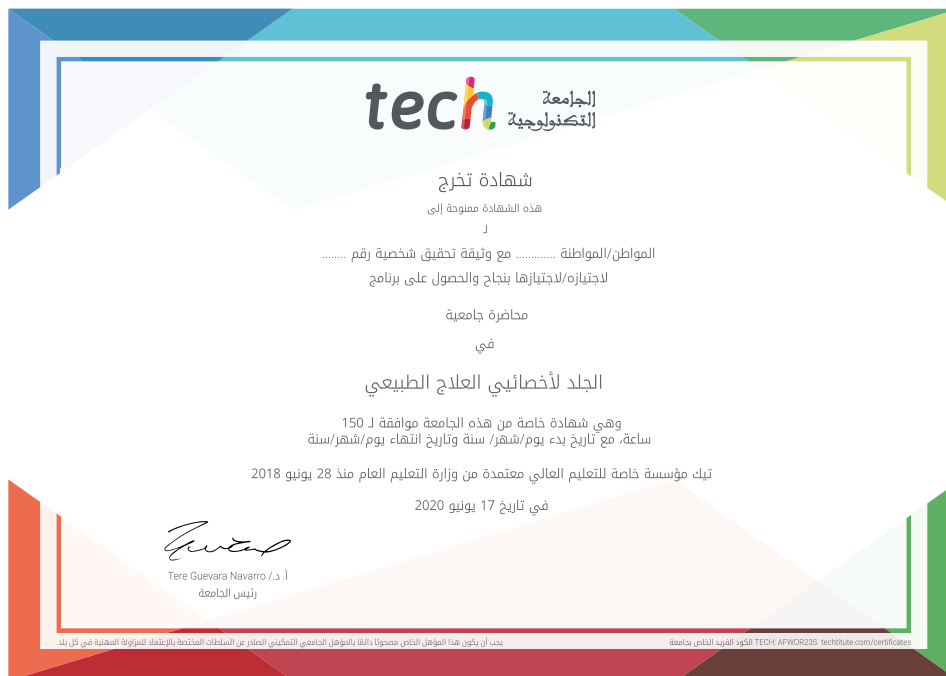 tech الجامعة
التكنولوجية
شهادة تخرج
هذه الشهادة ممنوحة إلى
لـ
المواطن/المواطنة ............ مع وثيقة تحقيق شخصية رقم ........
لاجتيازه/لاجتيازها بنجاح والحصول على برنامج
محاضرة جامعية
في
الجلد لأخصائيي العلاج الطبيعي
وهي شهادة خاصة من هذه الجامعة موافقة لـ 150
ساعة، مع تاريخ بدء يوم/شهر/ سنة وتاريخ انتهاء يوم/شهر/سنة
تيك مؤسسة خاصة للتعليم العالي معتمدة من وزارة التعليم العام منذ 28 يونيو 2018
في تاريخ 17 يونيو 2020
أ. د./ Tere Guevara Navarro
رئيس الجامعة
يجب أن يكون هذا المؤهل الخاص مصحوبًا دائمًا بالمؤهل الجامعي التمكيني الصادر عن السلطات المختصة بالإعتماد للمزاولة المهنية في كل بلد.
الكود الفريد الخاص بجامعة TECH: AFWOR23S techtitute.com/certificates